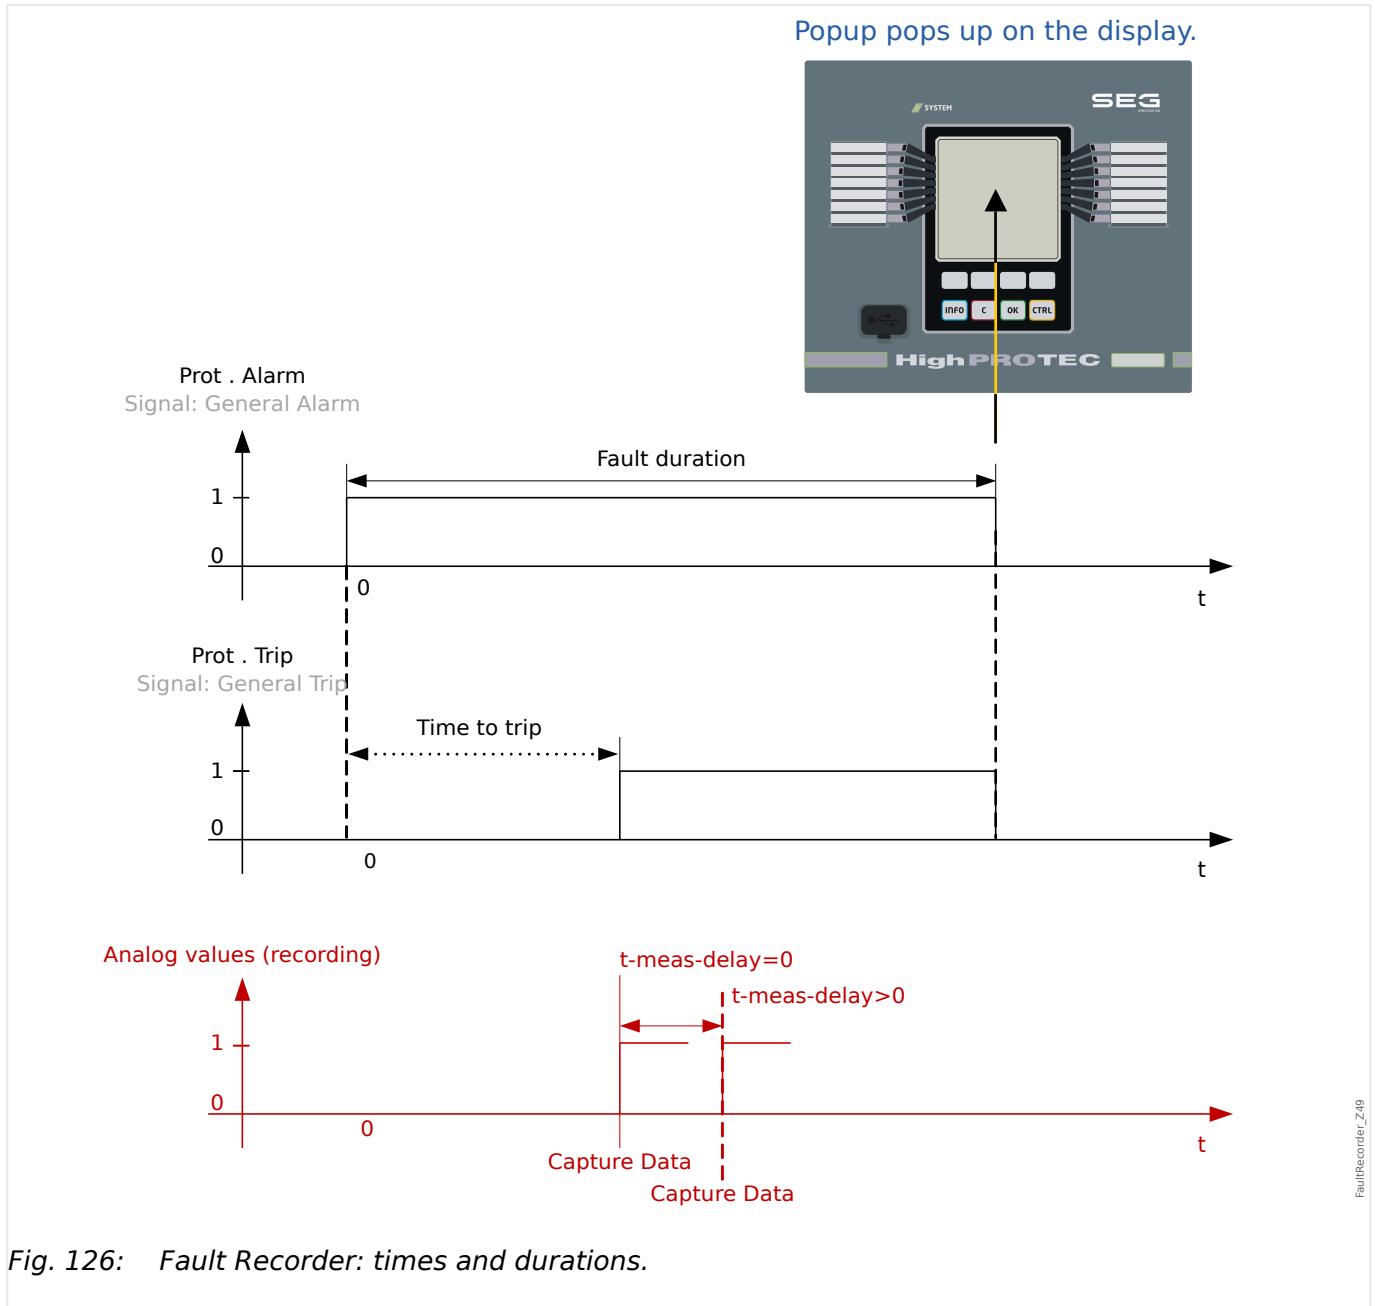 Popup pops up on the display.
SYSTEM
SEG
electronics
INFO C OK CTRL
HighPROTEC
Prot . Alarm
Signal: General Alarm
Fault duration
1
0
0
t
Prot . Trip
Signal: General Trip
Time to trip
1
0
0
t
Analog values (recording)
t-meas-delay=0
t-meas-delay>0
1
0
0
t
Capture Data
Capture Data
FaultRecorder_Z49
Fig. 126: Fault Recorder: times and durations.